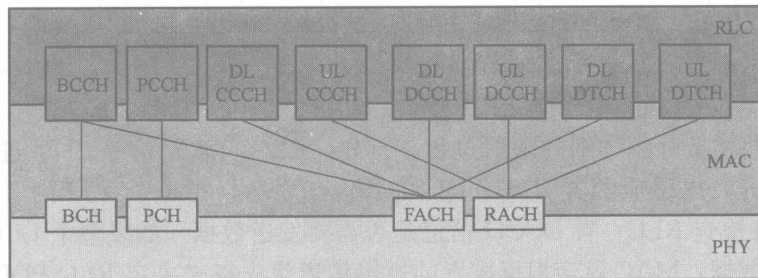 RLC
BCCH
PCCH
DL
CCCH
UL
CCCH
DL
DCCH
UL
DCCH
DL
DTCH
UL
DTCH
MAC
BCH
PCH
FACH
RACH
PHY